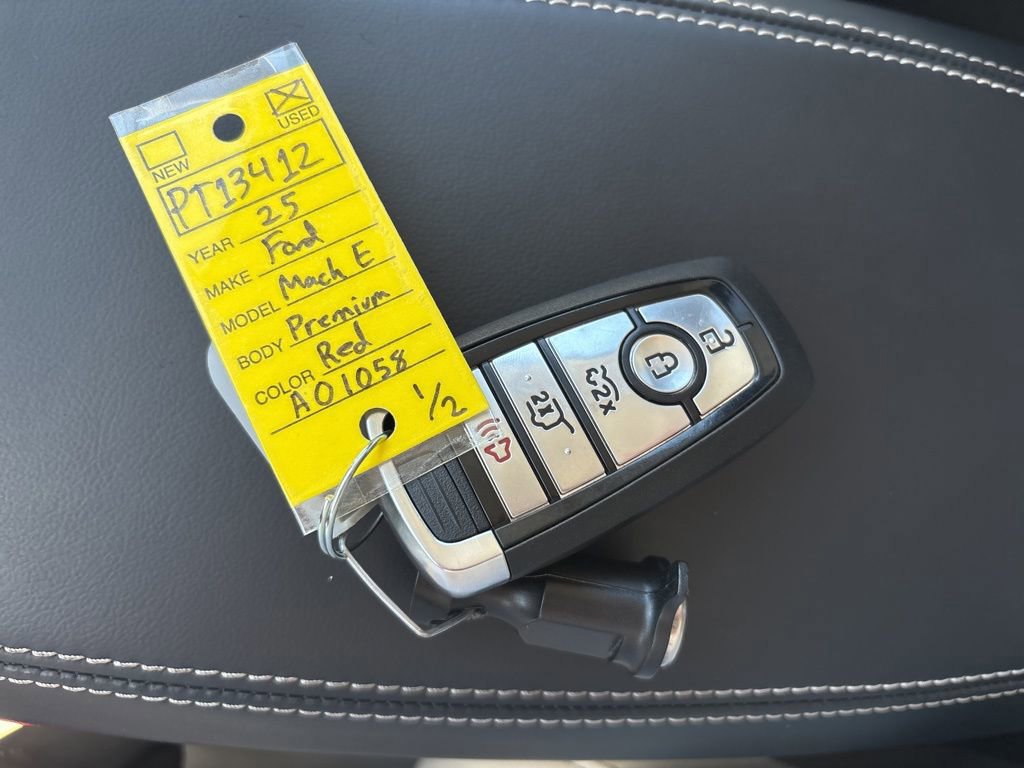 NEW USED
PT13412
YEAR 25
MAKE Ford
MODEL Mach E
BODY Premium
COLOR Red
A01058
1/2
2X
2x